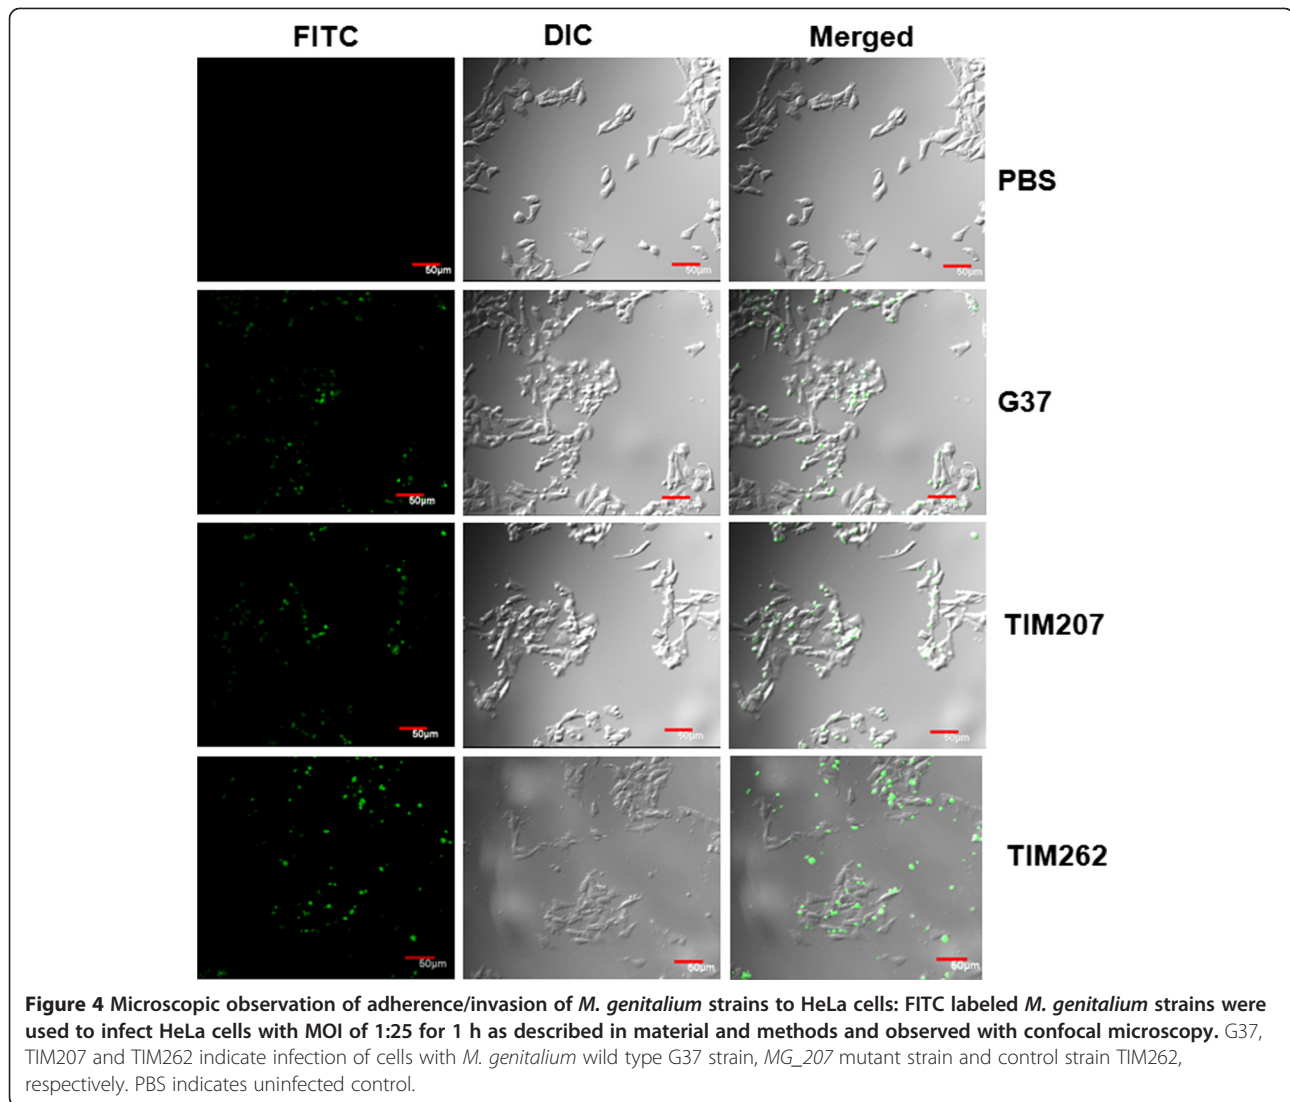 FITC DIC Merged
50µm 50µm 50µm
PBS
50µm 50µm 50µm
G37
50µm 50µm 50µm
TIM207
50µm 50µm 50µm
TIM262
Figure 4 Microscopic observation of adherence/invasion of M. genitalium strains to HeLa cells: FITC labeled M. genitalium strains were
used to infect HeLa cells with MOI of 1:25 for 1 h as described in material and methods and observed with confocal microscopy. G37,
TIM207 and TIM262 indicate infection of cells with M. genitalium wild type G37 strain, MG_207 mutant strain and control strain TIM262,
respectively. PBS indicates uninfected control.